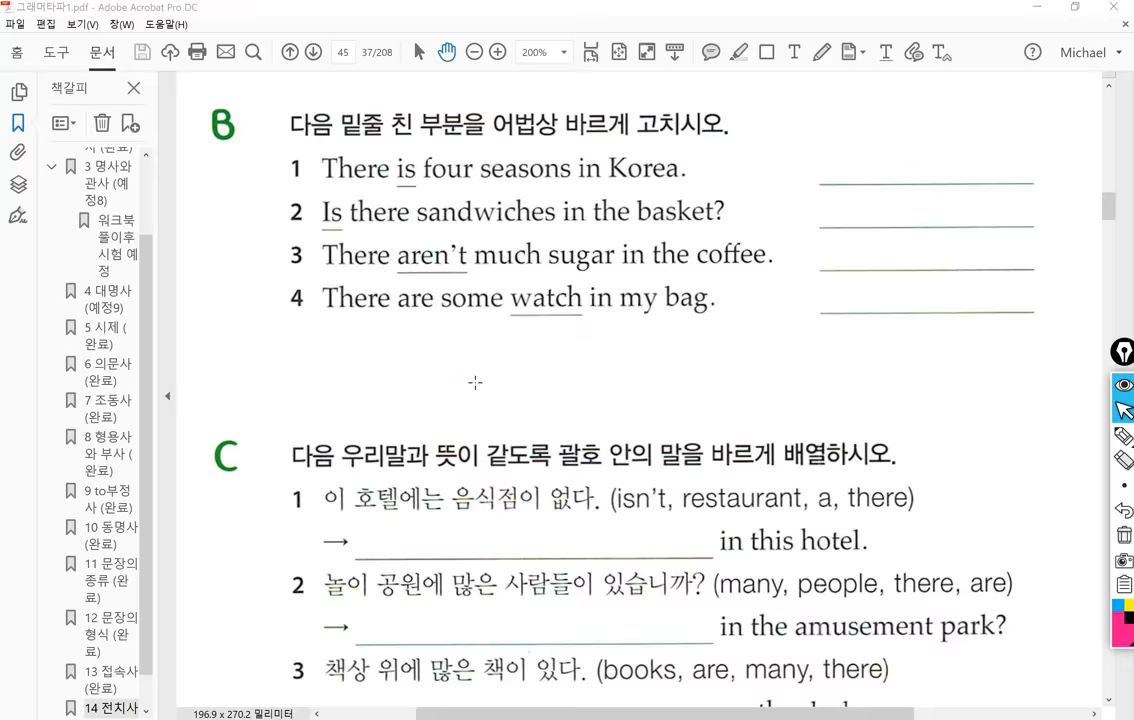 그래머타파1.pdf - Adobe Acrobat Pro DC
파일 편집 보기(V) 창(W) 도움말(H)
홈 도구 문서 45 37/208 200% Michael
책갈피
사 (완료)
3 명사와
관사 (예
정8)
워크북
풀이후
시험 예
정
4 대명사
(예정9)
5 시제 (
완료)
6 의문사
(완료)
7 조동사
(완료)
8 형용사
와 부사 (
완료)
9 to부정
사 (완료)
10 동명사
(완료)
11 문장의
종류 (완
료)
12 문장의
형식 (완
료)
13 접속사
(완료)
14 전치사
B 다음 밑줄 친 부분을 어법상 바르게 고치시오.
1 There is four seasons in Korea.
2 Is there sandwiches in the basket?
3 There aren't much sugar in the coffee.
4 There are some watch in my bag.
C 다음 우리말과 뜻이 같도록 괄호 안의 말을 바르게 배열하시오.
1 이 호텔에는 음식점이 없다. (isn't, restaurant, a, there)
→ in this hotel.
2 놀이 공원에 많은 사람들이 있습니까? (many, people, there, are)
→ in the amusement park?
3 책상 위에 많은 책이 있다. (books, are, many, there)
196.9 x 270.2 밀리미터